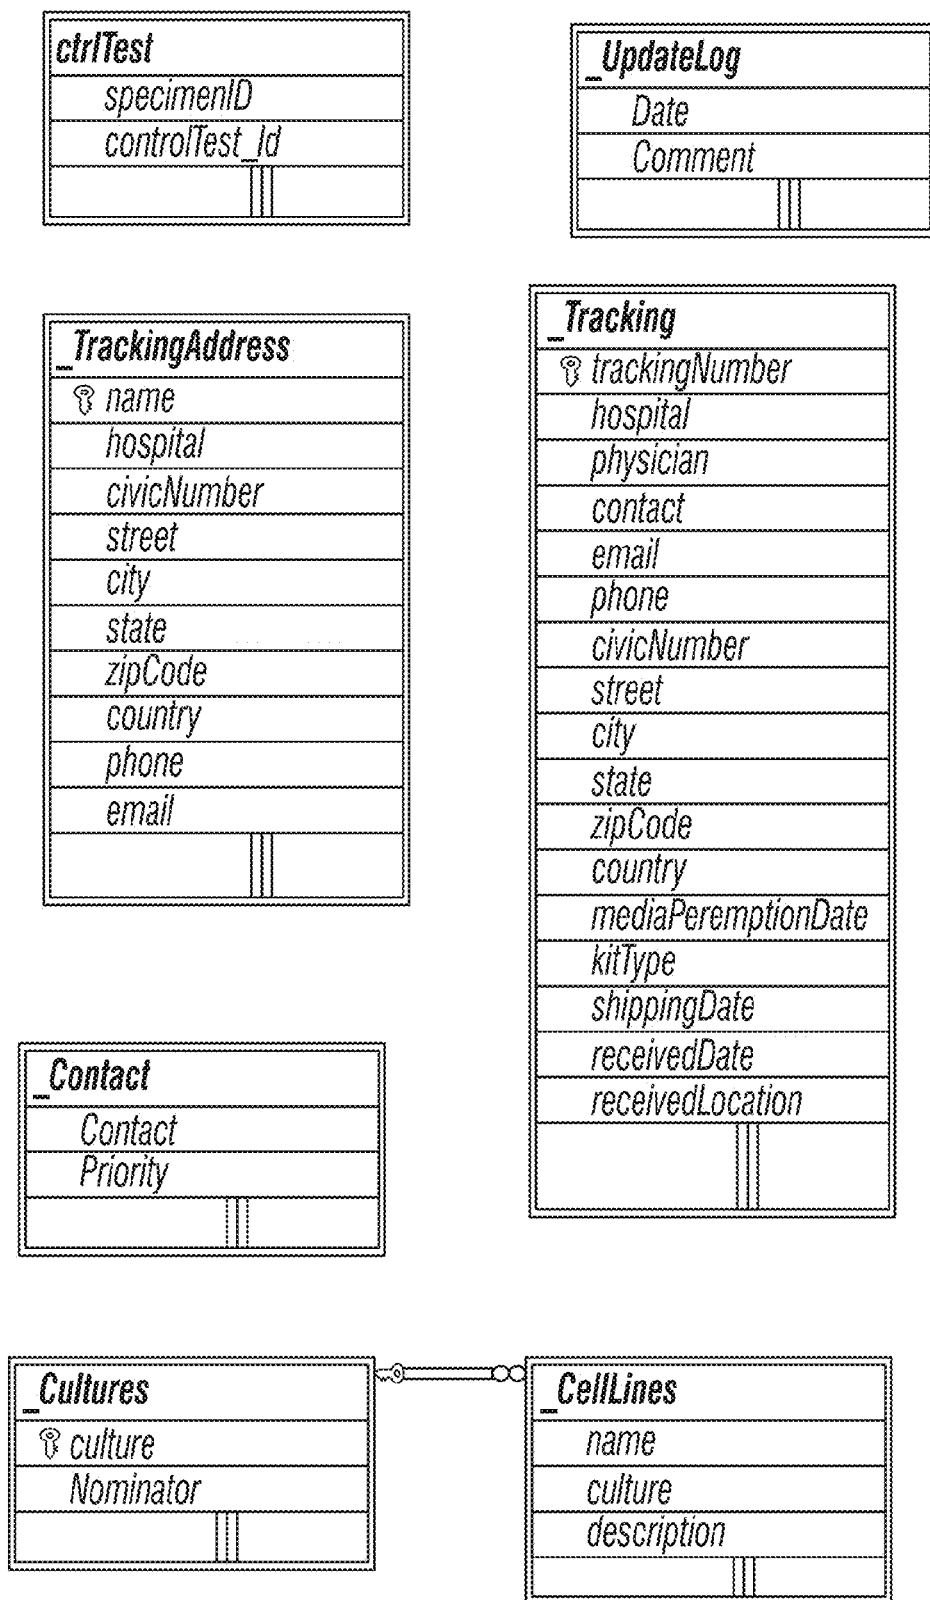 ctrlTest
specimenID
controlTest_Id
_UpdateLog
Date
Comment
_TrackingAddress
name
hospital
civicNumber
street
city
state
zipCode
country
phone
email
_Tracking
trackingNumber
hospital
physician
contact
email
phone
civicNumber
street
city
state
zipCode
country
mediaPeremptionDate
kitType
shippingDate
receivedDate
receivedLocation
_Contact
Contact
Priority
_Cultures
culture
Nominator
_CellLines
name
culture
description